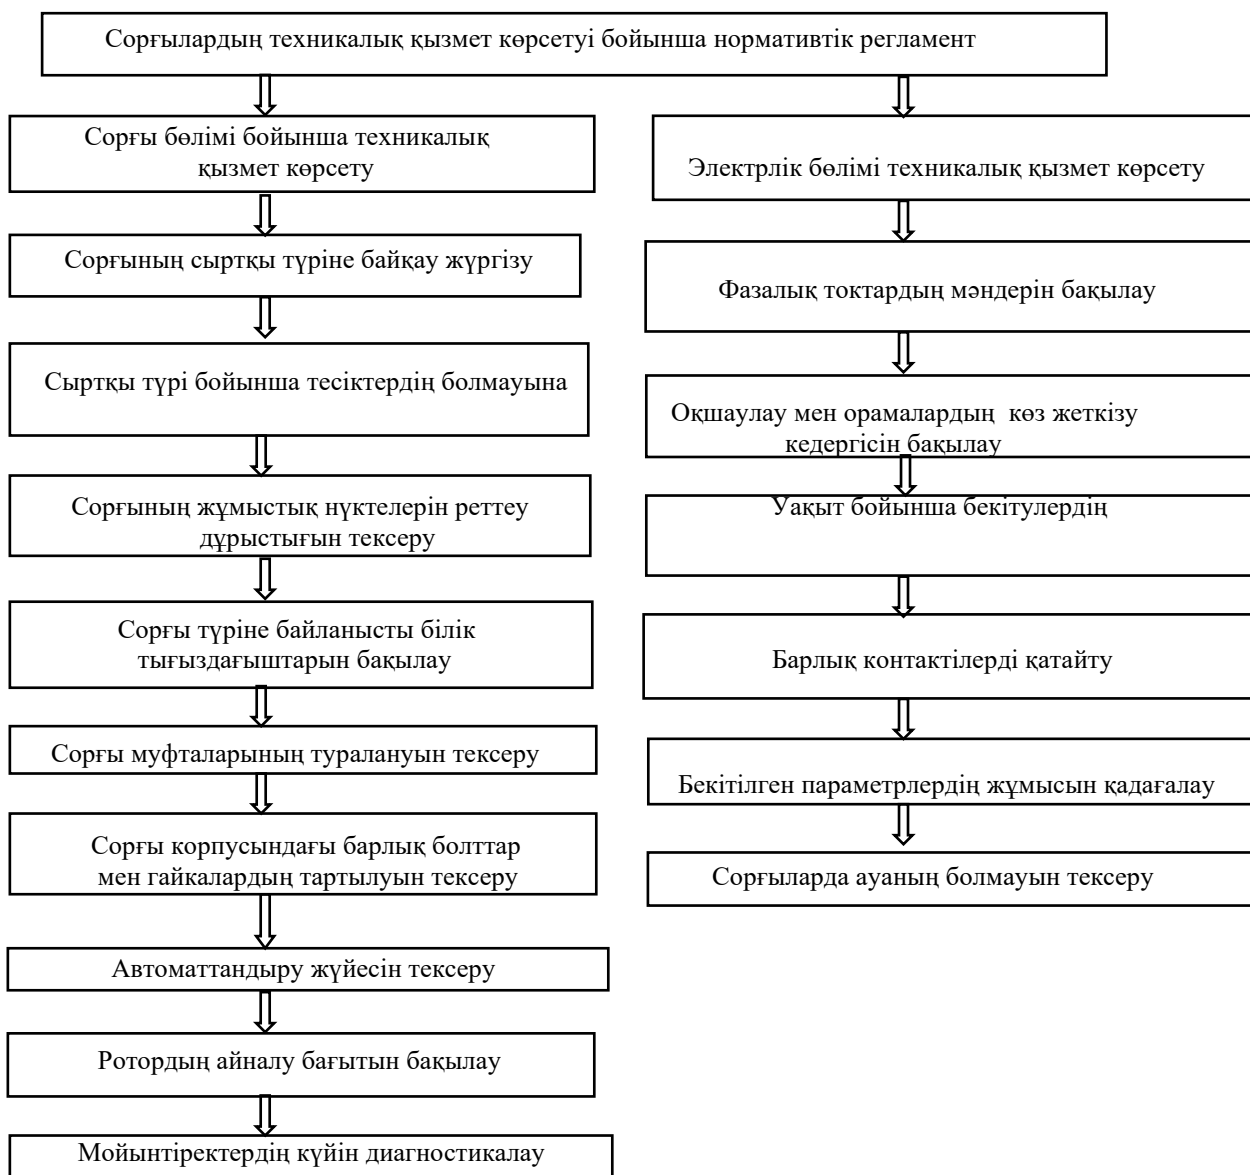 Сорғылардың техникалық қызмет көрсетуі бойынша нормативтік регламент
Сорғы бөлімі бойынша техникалық
қызмет көрсету
Сорғының сыртқы түріне байқау жүргізу
Сыртқы түрі бойынша тесіктердің болмауына
Сорғының жұмыстық нүктелерін реттеу
дұрыстығын тексеру
Сорғы түріне байланысты білік
тығыздағыштарын бақылау
Сорғы муфталарының туралануын тексеру
Сорғы корпусындағы барлық болттар
мен гайкалардың тартылуын тексеру
Автоматтандыру жүйесін тексеру
Ротордың айналу бағытын бақылау
Мойынтіректердің күйін диагностикалау
Электрлік бөлімі техникалық қызмет көрсету
Фазалық токтардың мәндерін бақылау
Оқшаулау мен орамалардың көз жеткізу
кедергісін бақылау
Уақыт бойынша бекітулердің
Барлық контактілерді қатайту
Бекітілген параметрлердің жұмысын қадағалау
Сорғыларда ауаның болмауын тексеру